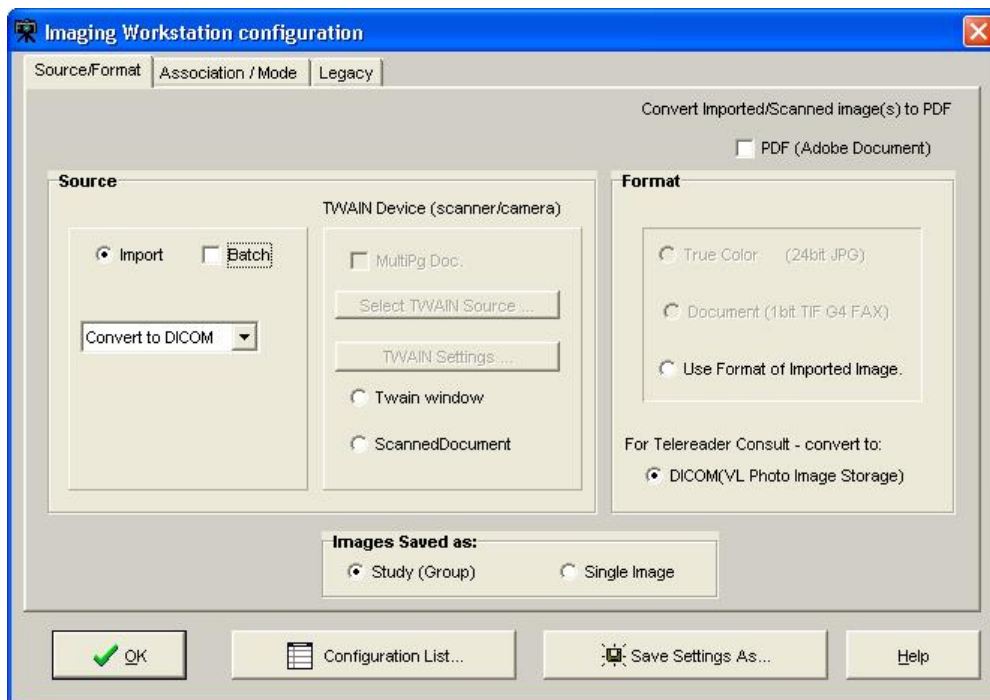 Imaging Workstation configuration
Source/Format
Association / Mode
Legacy
Convert Imported/Scanned image(s) to PDF
PDF (Adobe Document)
Source
TWAIN Device (scanner/camera)
Import
Batch
Convert to DICOM
MultiPg Doc.
Select TWAIN Source ...
TWAIN Settings ...
Twain window
ScannedDocument
Format
True Color (24bit JPG)
Document (1bit TIF G4 FAX)
Use Format of Imported Image.
For Telereader Consult - convert to:
DICOM(VL Photo Image Storage)
Images Saved as:
Study (Group)
Single Image
OK
Configuration List...
Save Settings As...
Help